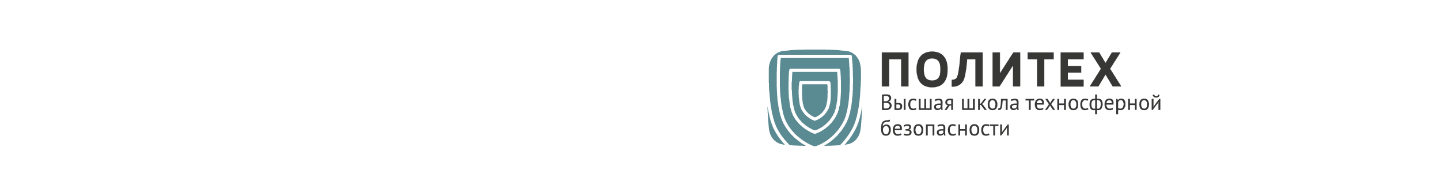 ПОЛИТЕХ
Высшая школа техносферной
безопасности